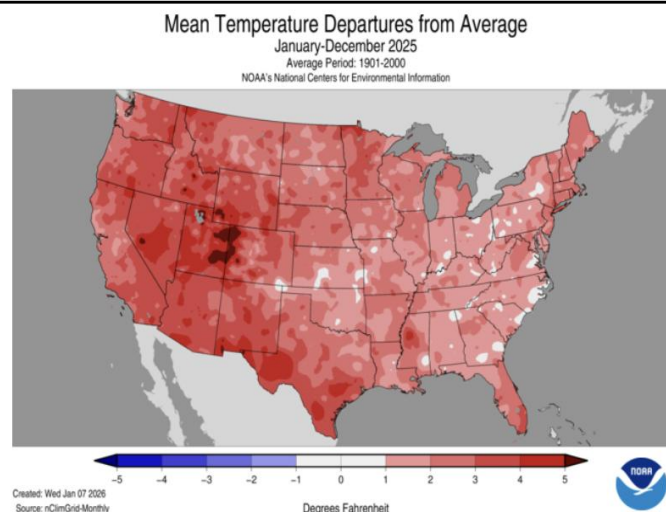 Mean Temperature Departures from Average
January-December 2025
Average Period: 1901-2000
NOAA's National Centers for Environmental Information
-5 -4 -3 -2 -1 0 1 2 3 4 5
Created: Wed Jan 07 2026
Source: nClimGrid-Monthly
Degrees Fahrenheit
NOAA